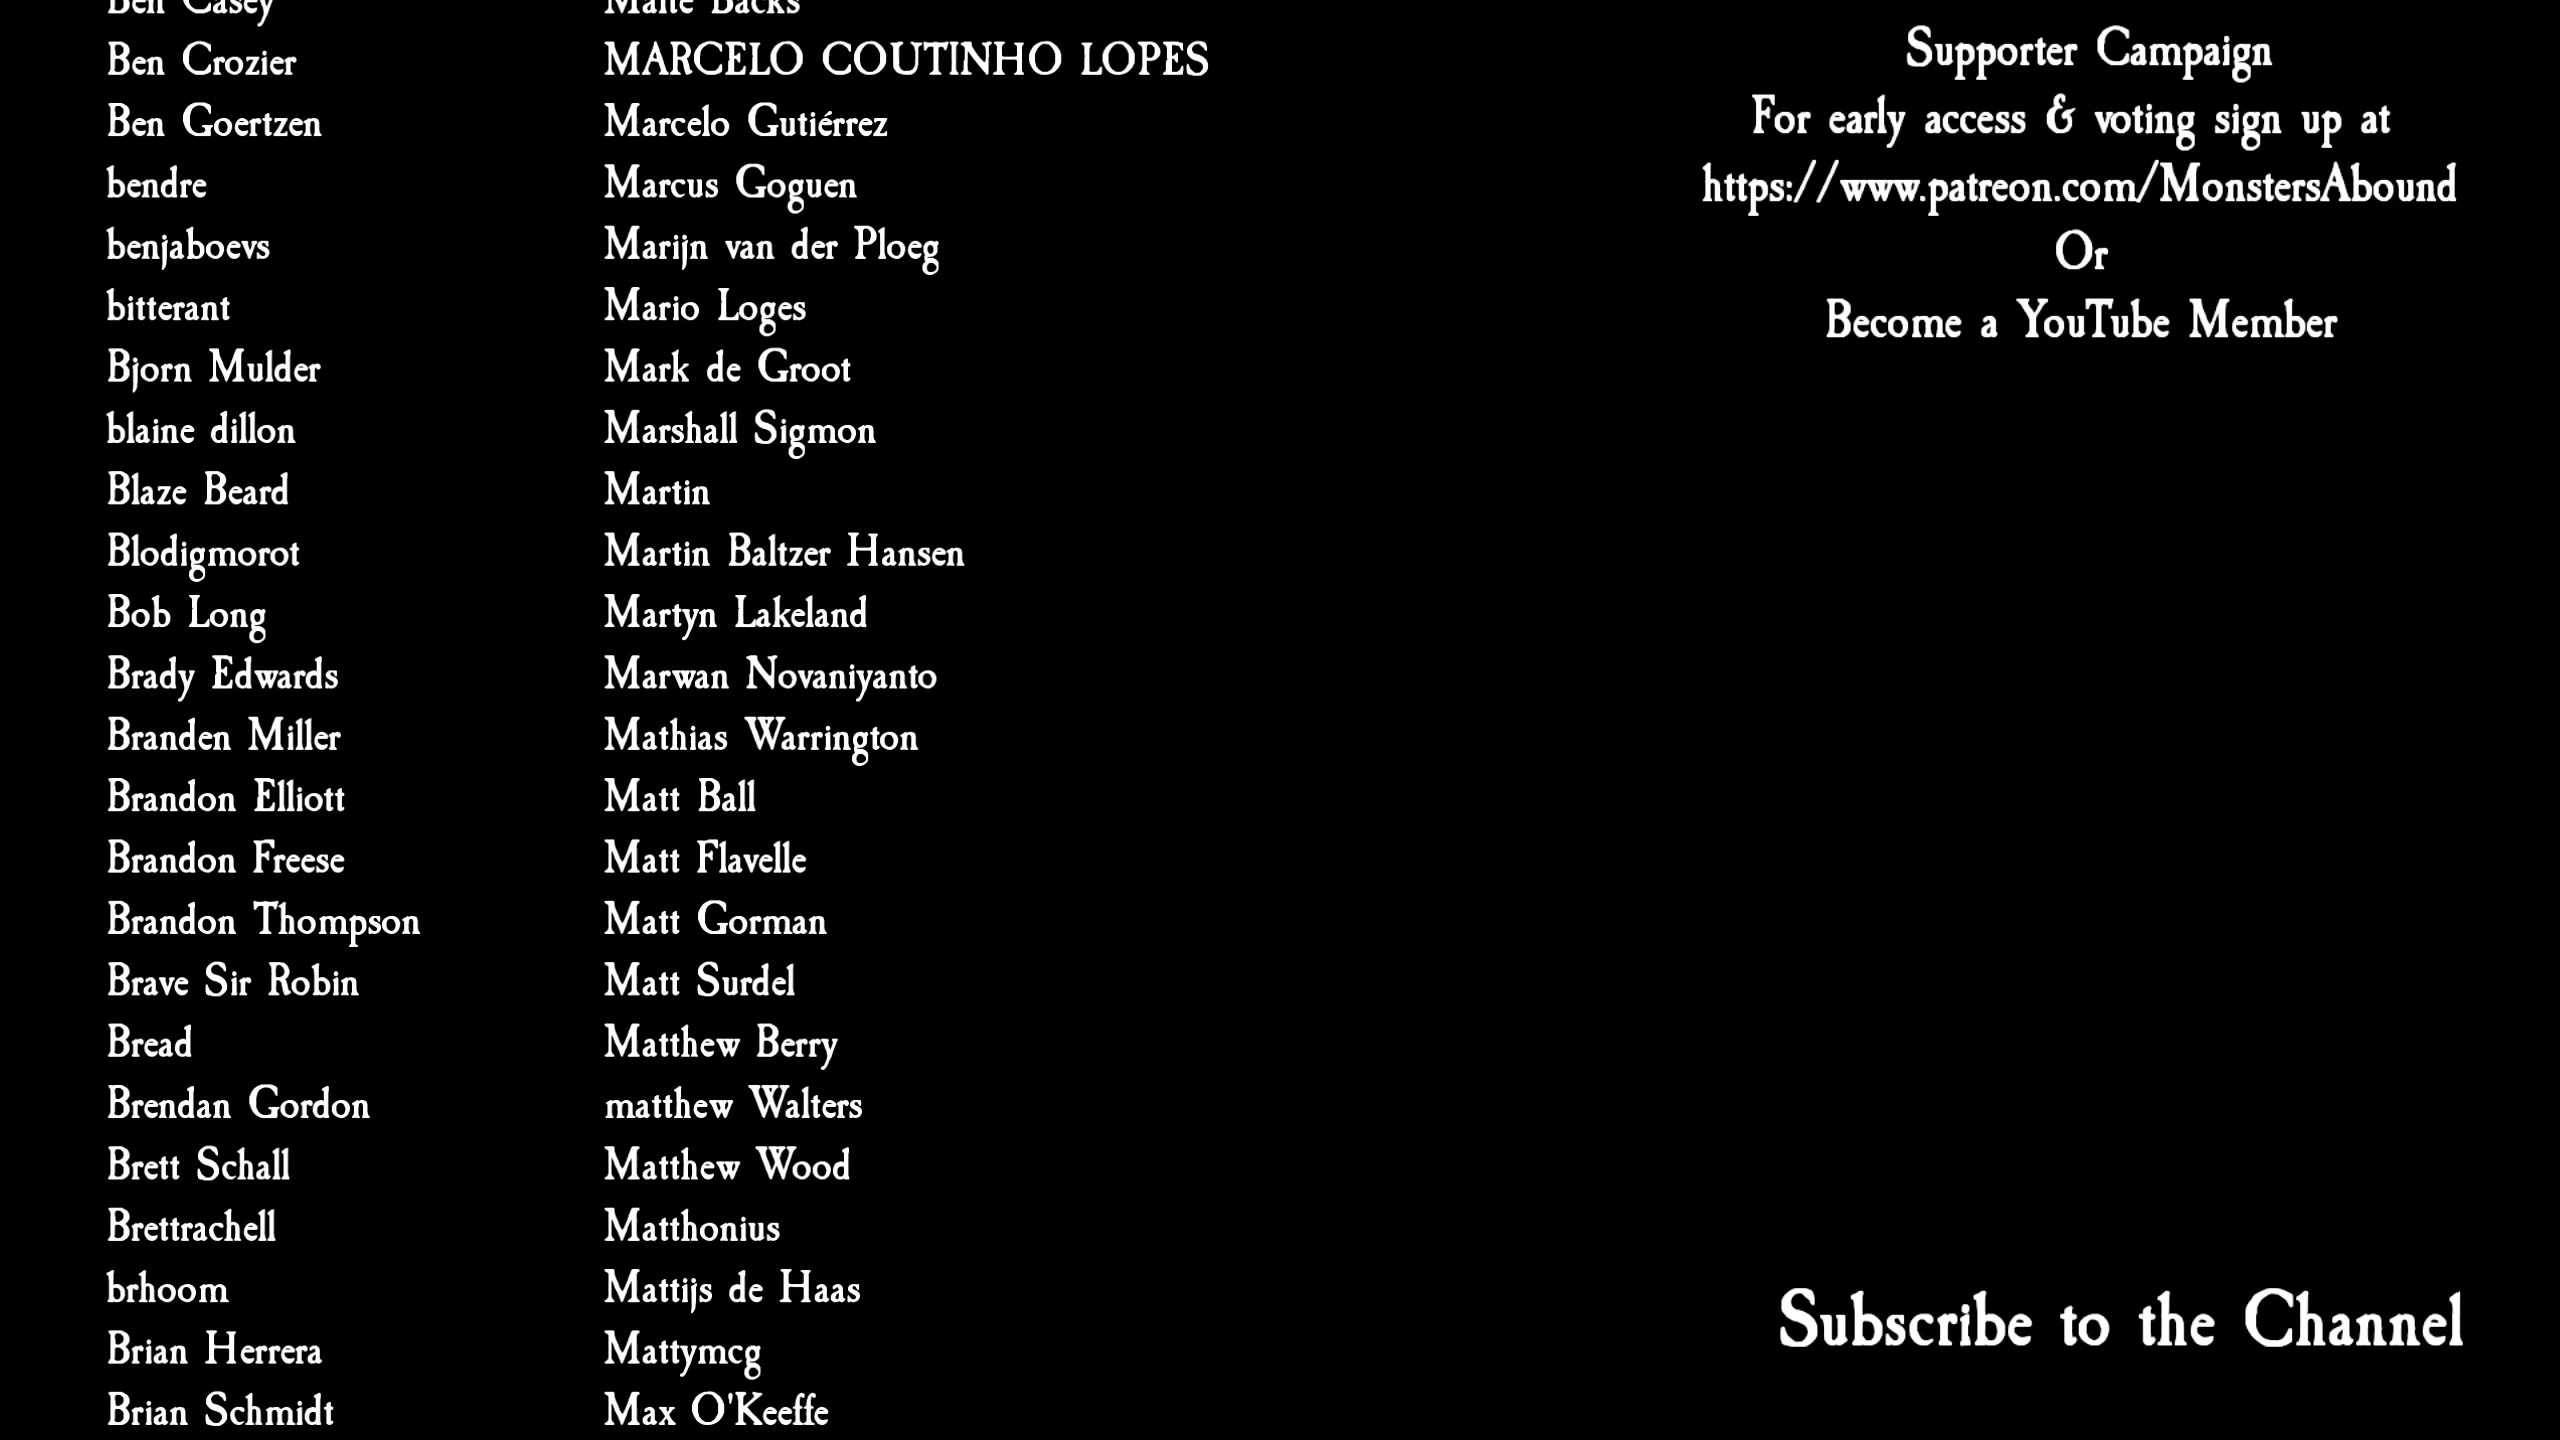 Ben Casey
Ben Crozier
Ben Goertzen
bendre
benjaboevs
bitterant
Bjorn Mulder
blaine dillon
Blaze Beard
Blodigmorot
Bob Long
Brady Edwards
Branden Miller
Brandon Elliott
Brandon Freese
Brandon Thompson
Brave Sir Robin
Bread
Brendan Gordon
Brett Schall
Brettrachell
brhoom
Brian Herrera
Brian Schmidt
Backs
MARCELO COUTINHO LOPES
Marcelo Gutiérrez
Marcus Goguen
Marijn van der Ploeg
Mario Loges
Mark de Groot
Marshall Sigmon
Martin
Martin Baltzer Hansen
Martyn Lakeland
Marwan Novaniyanto
Mathias Warrington
Matt Ball
Matt Flavelle
Matt Gorman
Matt Surdel
Matthew Berry
matthew Walters
Matthew Wood
Matthonius
Mattijs de Haas
Mattymcg
Max O'Keeffe
Supporter Campaign
For early access & voting sign up at
https://www.patreon.com/MonstersAbound
Or
Become a YouTube Member
Subscribe to the Channel